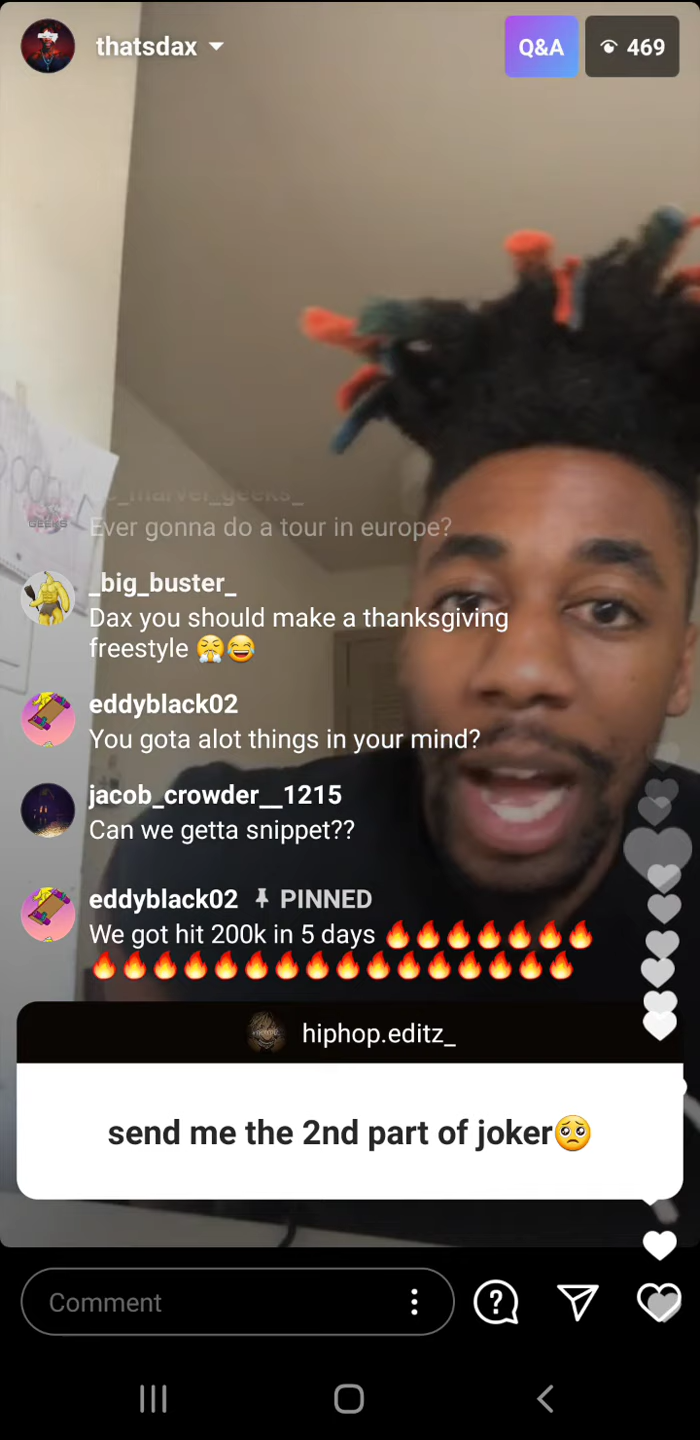 thatsdax
Q&A
469
Ever gonna do a tour in europe?
_big_buster_
Dax you should make a thanksgiving
freestyle 😤😂
eddyblack02
You gota alot things in your mind?
jacob_crowder__1215
Can we getta snippet??
eddyblack02 PINNED
We got hit 200k in 5 days 🔥🔥🔥🔥🔥🔥🔥
🔥🔥🔥🔥🔥🔥🔥🔥🔥🔥🔥🔥🔥🔥🔥🔥
hiphop.editz_
send me the 2nd part of joker🥺
Comment